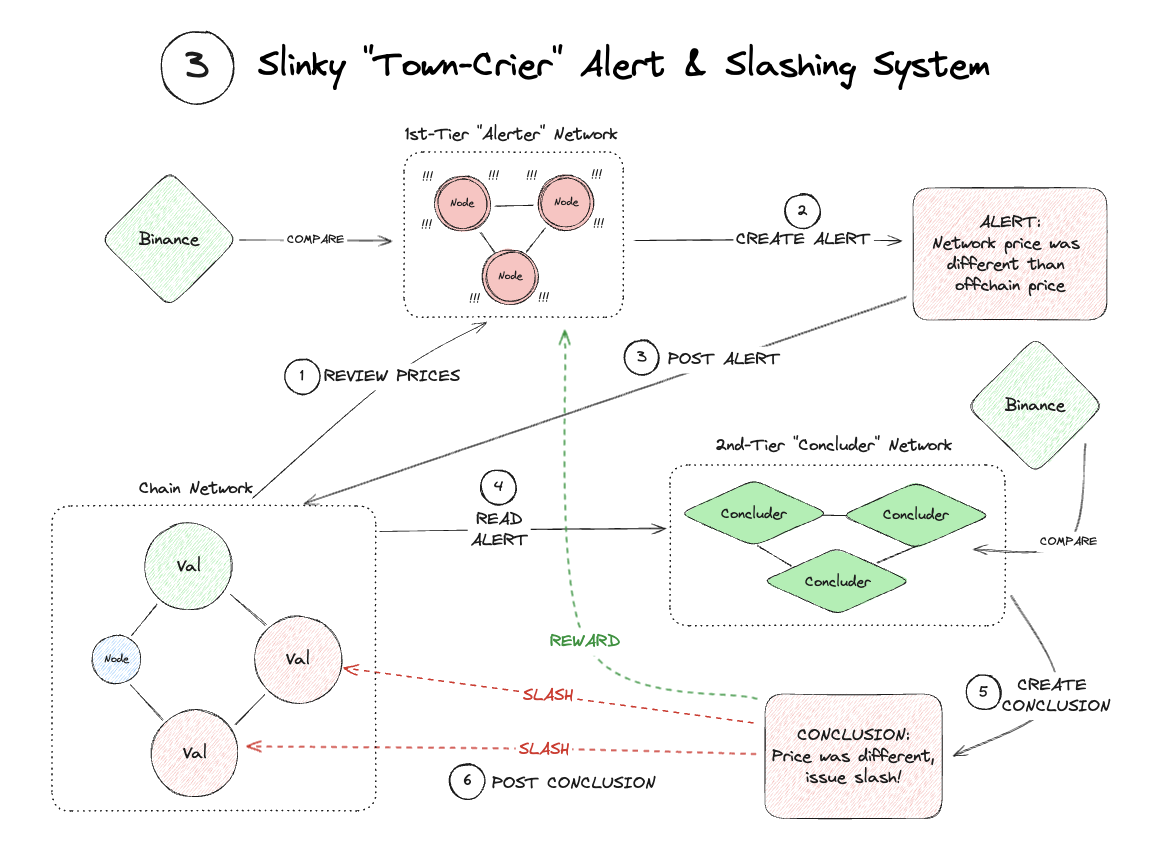 3 Slinky "Town-Crier" Alert & Slashing System
1st-Tier "Alerter" Network
!!! !!! !!! !!!
Node Node
!!! !!!
Node
!!! !!!
Binance
COMPARE
2
CREATE ALERT
ALERT:
Network price was
different than
offchain price
1 REVIEW PRICES
3 POST ALERT
Binance
COMPARE
2nd-Tier "Concluder" Network
Concluder Concluder
Concluder
Chain Network
4
READ
ALERT
Val
Node
Val
Val
REWARD
SLASH
SLASH
5 CREATE
CONCLUSION
CONCLUSION:
Price was different,
issue slash!
6 POST CONCLUSION